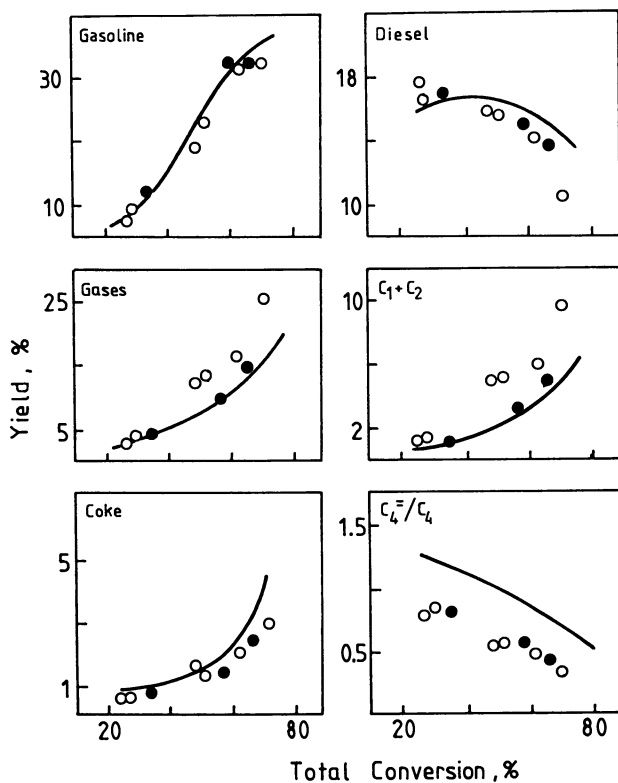 Gasoline
30
10
Diesel
18
10
Gases
25
5
C₁+C₂
10
2
Coke
5
1
20
80
C₄⁼/C₄
1.5
0.5
20
80
Yield, %
Total Conversion, %